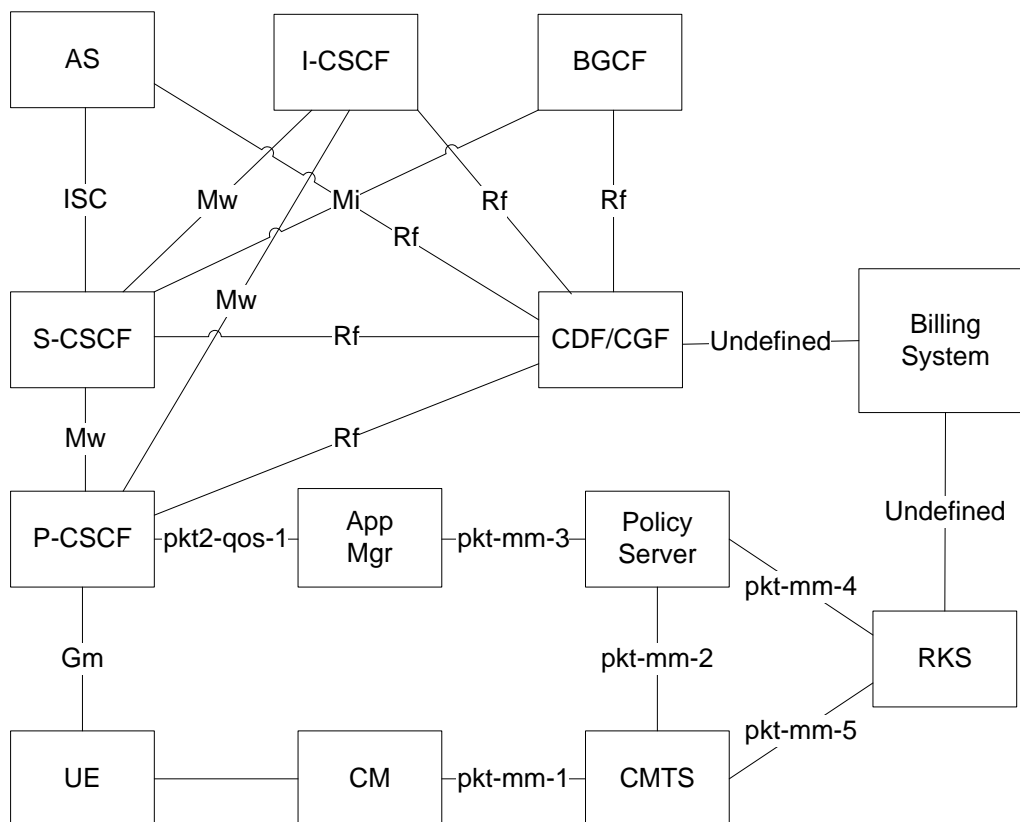 AS
I-CSCF
BGCF
ISC
Mw
Mi
Rf
Rf
Rf
Mw
S-CSCF
Rf
CDF/CGF
Undefined
Billing
System
Mw
Rf
Undefined
P-CSCF
pkt2-qos-1
App
Mgr
pkt-mm-3
Policy
Server
pkt-mm-4
Gm
pkt-mm-2
RKS
pkt-mm-5
UE
CM
pkt-mm-1
CMTS